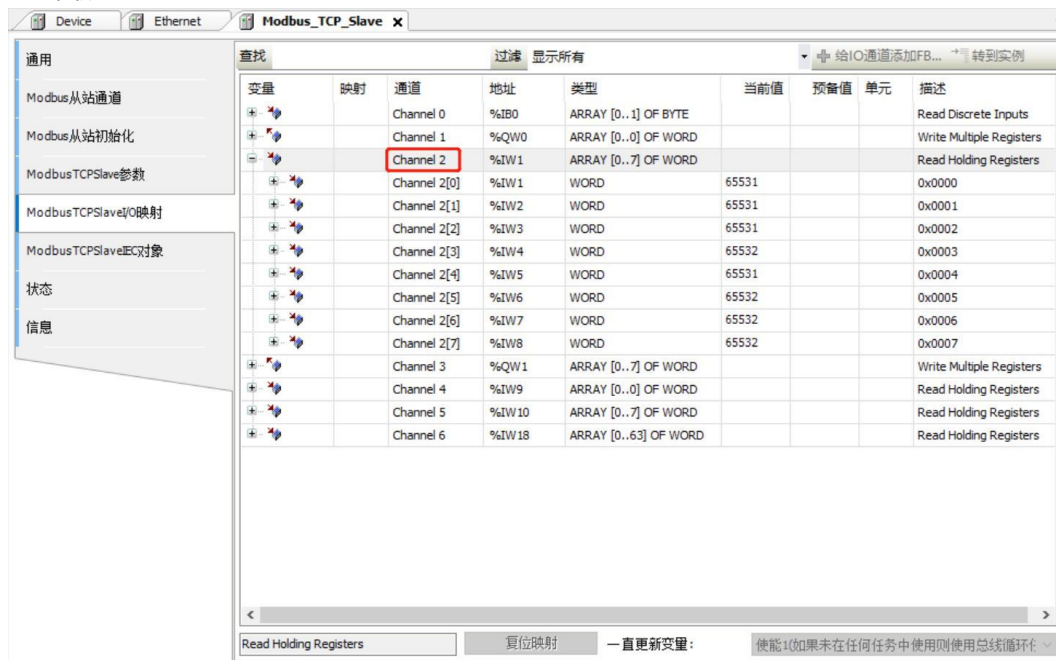 Device Ethernet Modbus_TCP_Slave
通用
Modbus从站通道
Modbus从站初始化
ModbusTCPSlave参数
ModbusTCPSlaveI/O映射
ModbusTCPSlaveIEC对象
状态
信息
查找 过滤 显示所有 给IO通道添加FB... 转到实例
变量 映射 通道 地址 类型 当前值 预备值 单元 描述
Channel 0 %IB0 ARRAY [0..1] OF BYTE Read Discrete Inputs
Channel 1 %QW0 ARRAY [0..0] OF WORD Write Multiple Registers
Channel 2 %IW1 ARRAY [0..7] OF WORD Read Holding Registers
Channel 2[0] %IW1 WORD 65531 0x0000
Channel 2[1] %IW2 WORD 65531 0x0001
Channel 2[2] %IW3 WORD 65531 0x0002
Channel 2[3] %IW4 WORD 65532 0x0003
Channel 2[4] %IW5 WORD 65531 0x0004
Channel 2[5] %IW6 WORD 65532 0x0005
Channel 2[6] %IW7 WORD 65532 0x0006
Channel 2[7] %IW8 WORD 65532 0x0007
Channel 3 %QW1 ARRAY [0..7] OF WORD Write Multiple Registers
Channel 4 %IW9 ARRAY [0..0] OF WORD Read Holding Registers
Channel 5 %IW10 ARRAY [0..7] OF WORD Read Holding Registers
Channel 6 %IW18 ARRAY [0..63] OF WORD Read Holding Registers
Read Holding Registers 复位映射 一直更新变量: 使能1(如果未在任何任务中使用则使用总线循环